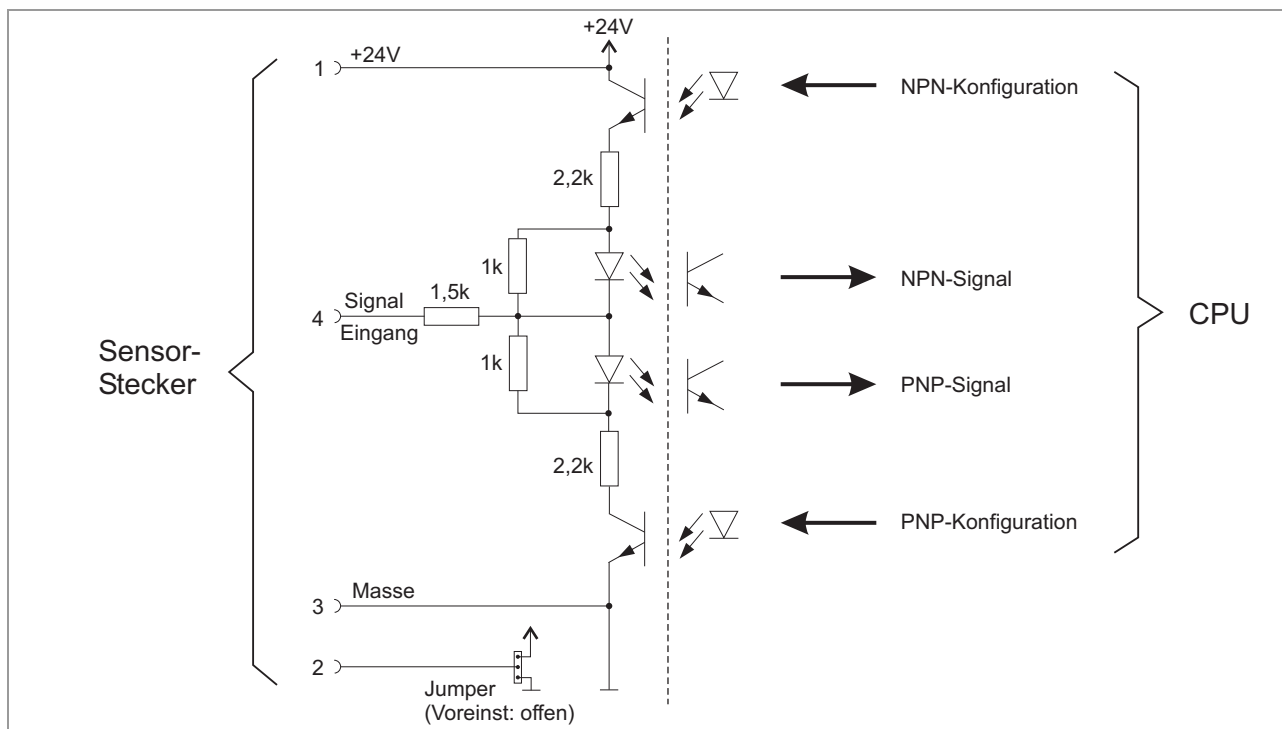 +24V
1 +24V
NPN-Konfiguration
2,2k
1k
NPN-Signal
1,5k
4 Signal
Eingang
CPU
Sensor-
Stecker
1k
PNP-Signal
2,2k
PNP-Konfiguration
3 Masse
2
Jumper
(Voreinst: offen)